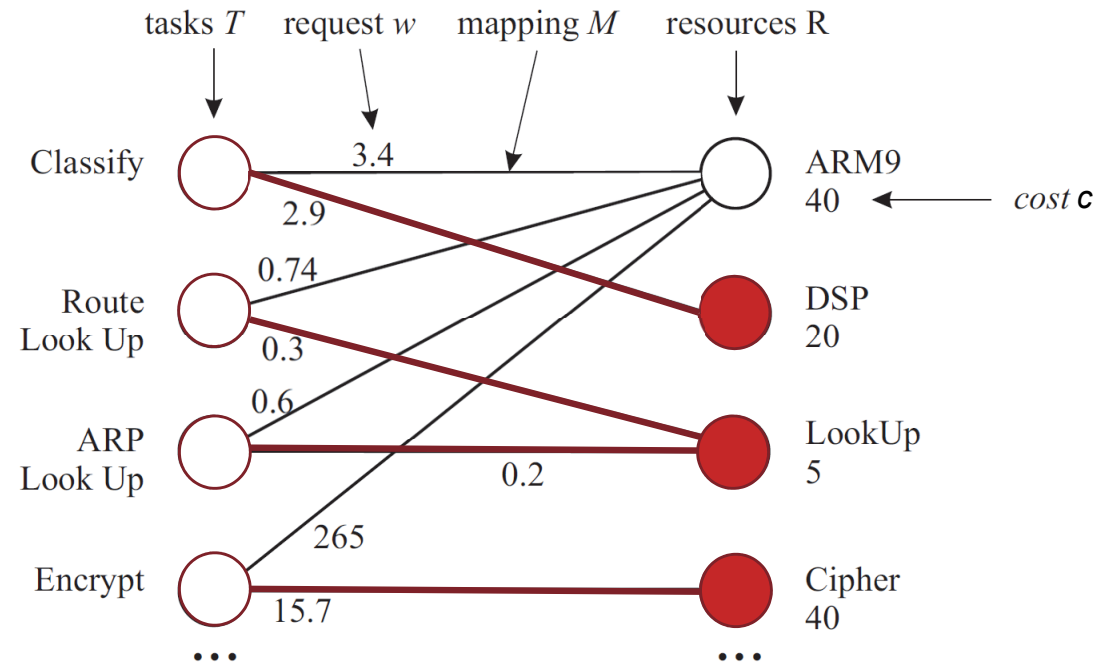 tasks T request w mapping M resources R
Classify
3.4
ARM9
40
cost c
2.9
Route
Look Up
0.74
DSP
20
0.3
0.6
ARP
Look Up
0.2
LookUp
5
265
Encrypt
15.7
Cipher
40
... ...